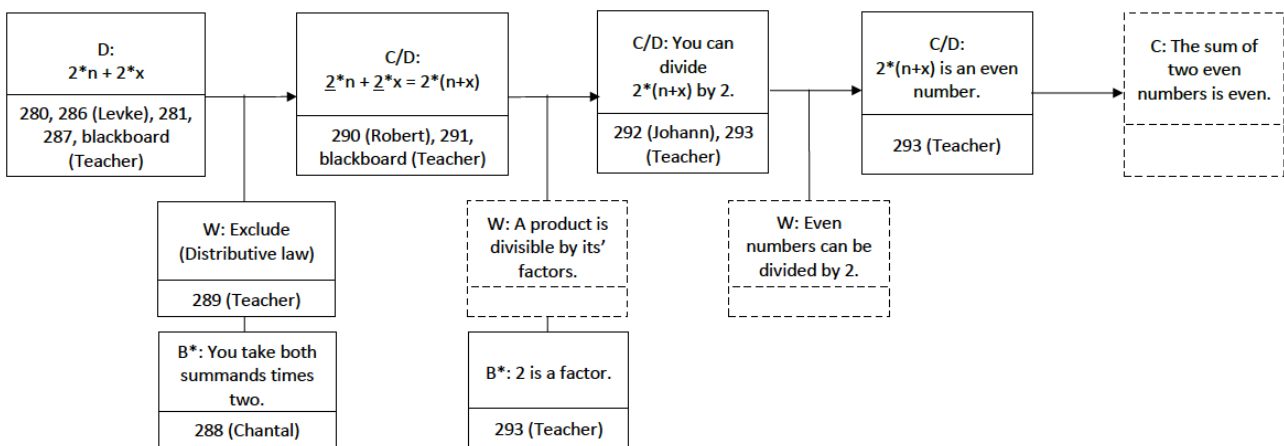 D:
2*n + 2*x
280, 286 (Levke), 281,
287, blackboard
(Teacher)
C/D:
2*n + 2*x = 2*(n+x)
290 (Robert), 291,
blackboard (Teacher)
C/D: You can
divide
2*(n+x) by 2.
292 (Johann), 293
(Teacher)
C/D:
2*(n+x) is an even
number.
293 (Teacher)
C: The sum of
two even
numbers is even.
W: Exclude
(Distributive law)
289 (Teacher)
W: A product is
divisible by its’
factors.
W: Even
numbers can be
divided by 2.
B*: You take both
summands times
two.
288 (Chantal)
B*: 2 is a factor.
293 (Teacher)